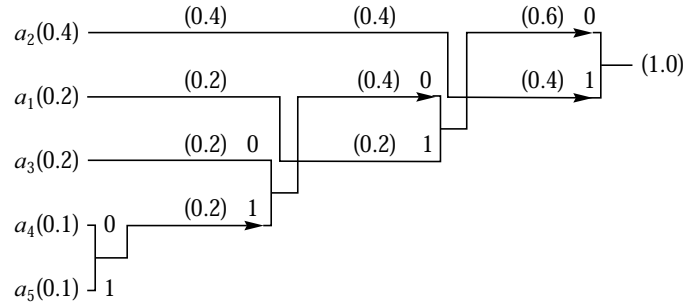 (0.4) (0.4) (0.6) 0
a2(0.4)
(1.0)
(0.2) (0.4) 0 (0.4) 1
a1(0.2)
(0.2) 0 (0.2) 1
a3(0.2)
(0.2) 1
a4(0.1) 0
a5(0.1) 1